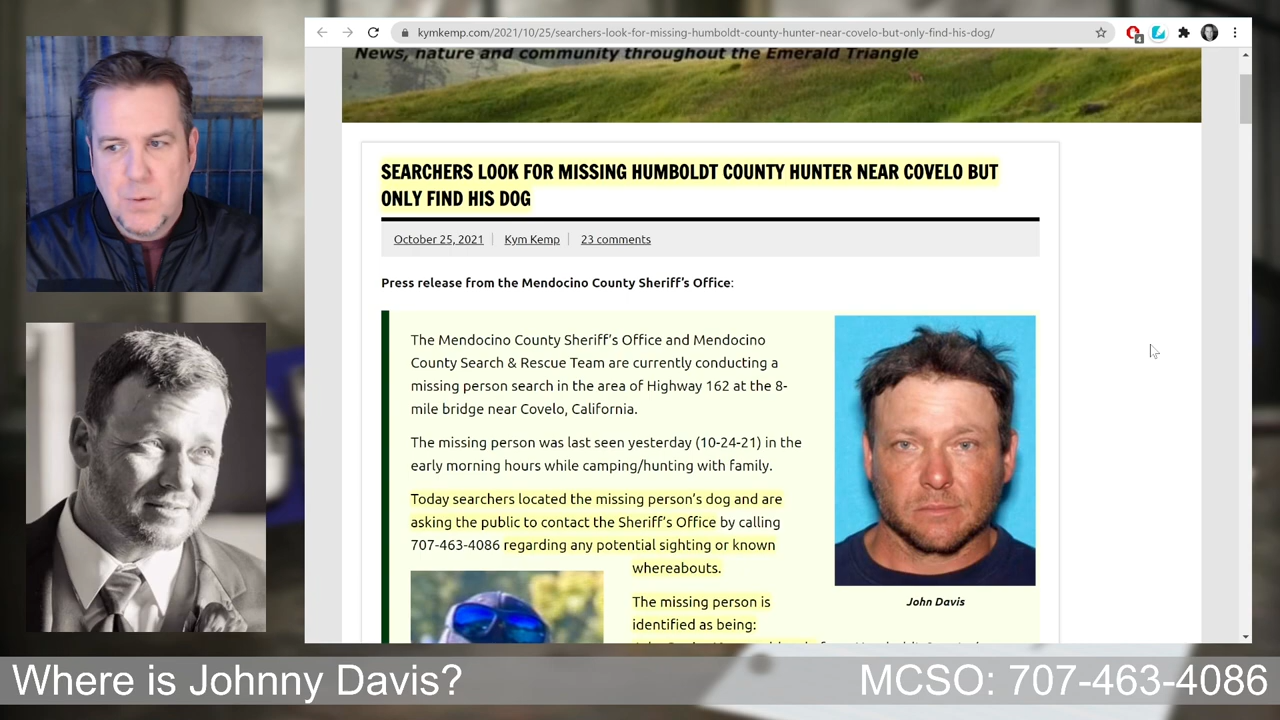 kymkemp.com/2021/10/25/searchers-look-for-missing-humboldt-county-hunter-near-covelo-but-only-find-his-dog/
4
News, nature and community throughout the Emerald Triangle
SEARCHERS LOOK FOR MISSING HUMBOLDT COUNTY HUNTER NEAR COVELO BUT
ONLY FIND HIS DOG
October 25, 2021 | Kym Kemp | 23 comments
Press release from the Mendocino County Sheriff's Office:
The Mendocino County Sheriff's Office and Mendocino
County Search & Rescue Team are currently conducting a
missing person search in the area of Highway 162 at the 8-
mile bridge near Covelo, California.
The missing person was last seen yesterday (10-24-21) in the
early morning hours while camping/hunting with family.
Today searchers located the missing person's dog and are
asking the public to contact the Sheriff's Office by calling
707-463-4086 regarding any potential sighting or known
whereabouts.
John Davis
The missing person is
identified as being:
Where is Johnny Davis?
MCSO: 707-463-4086